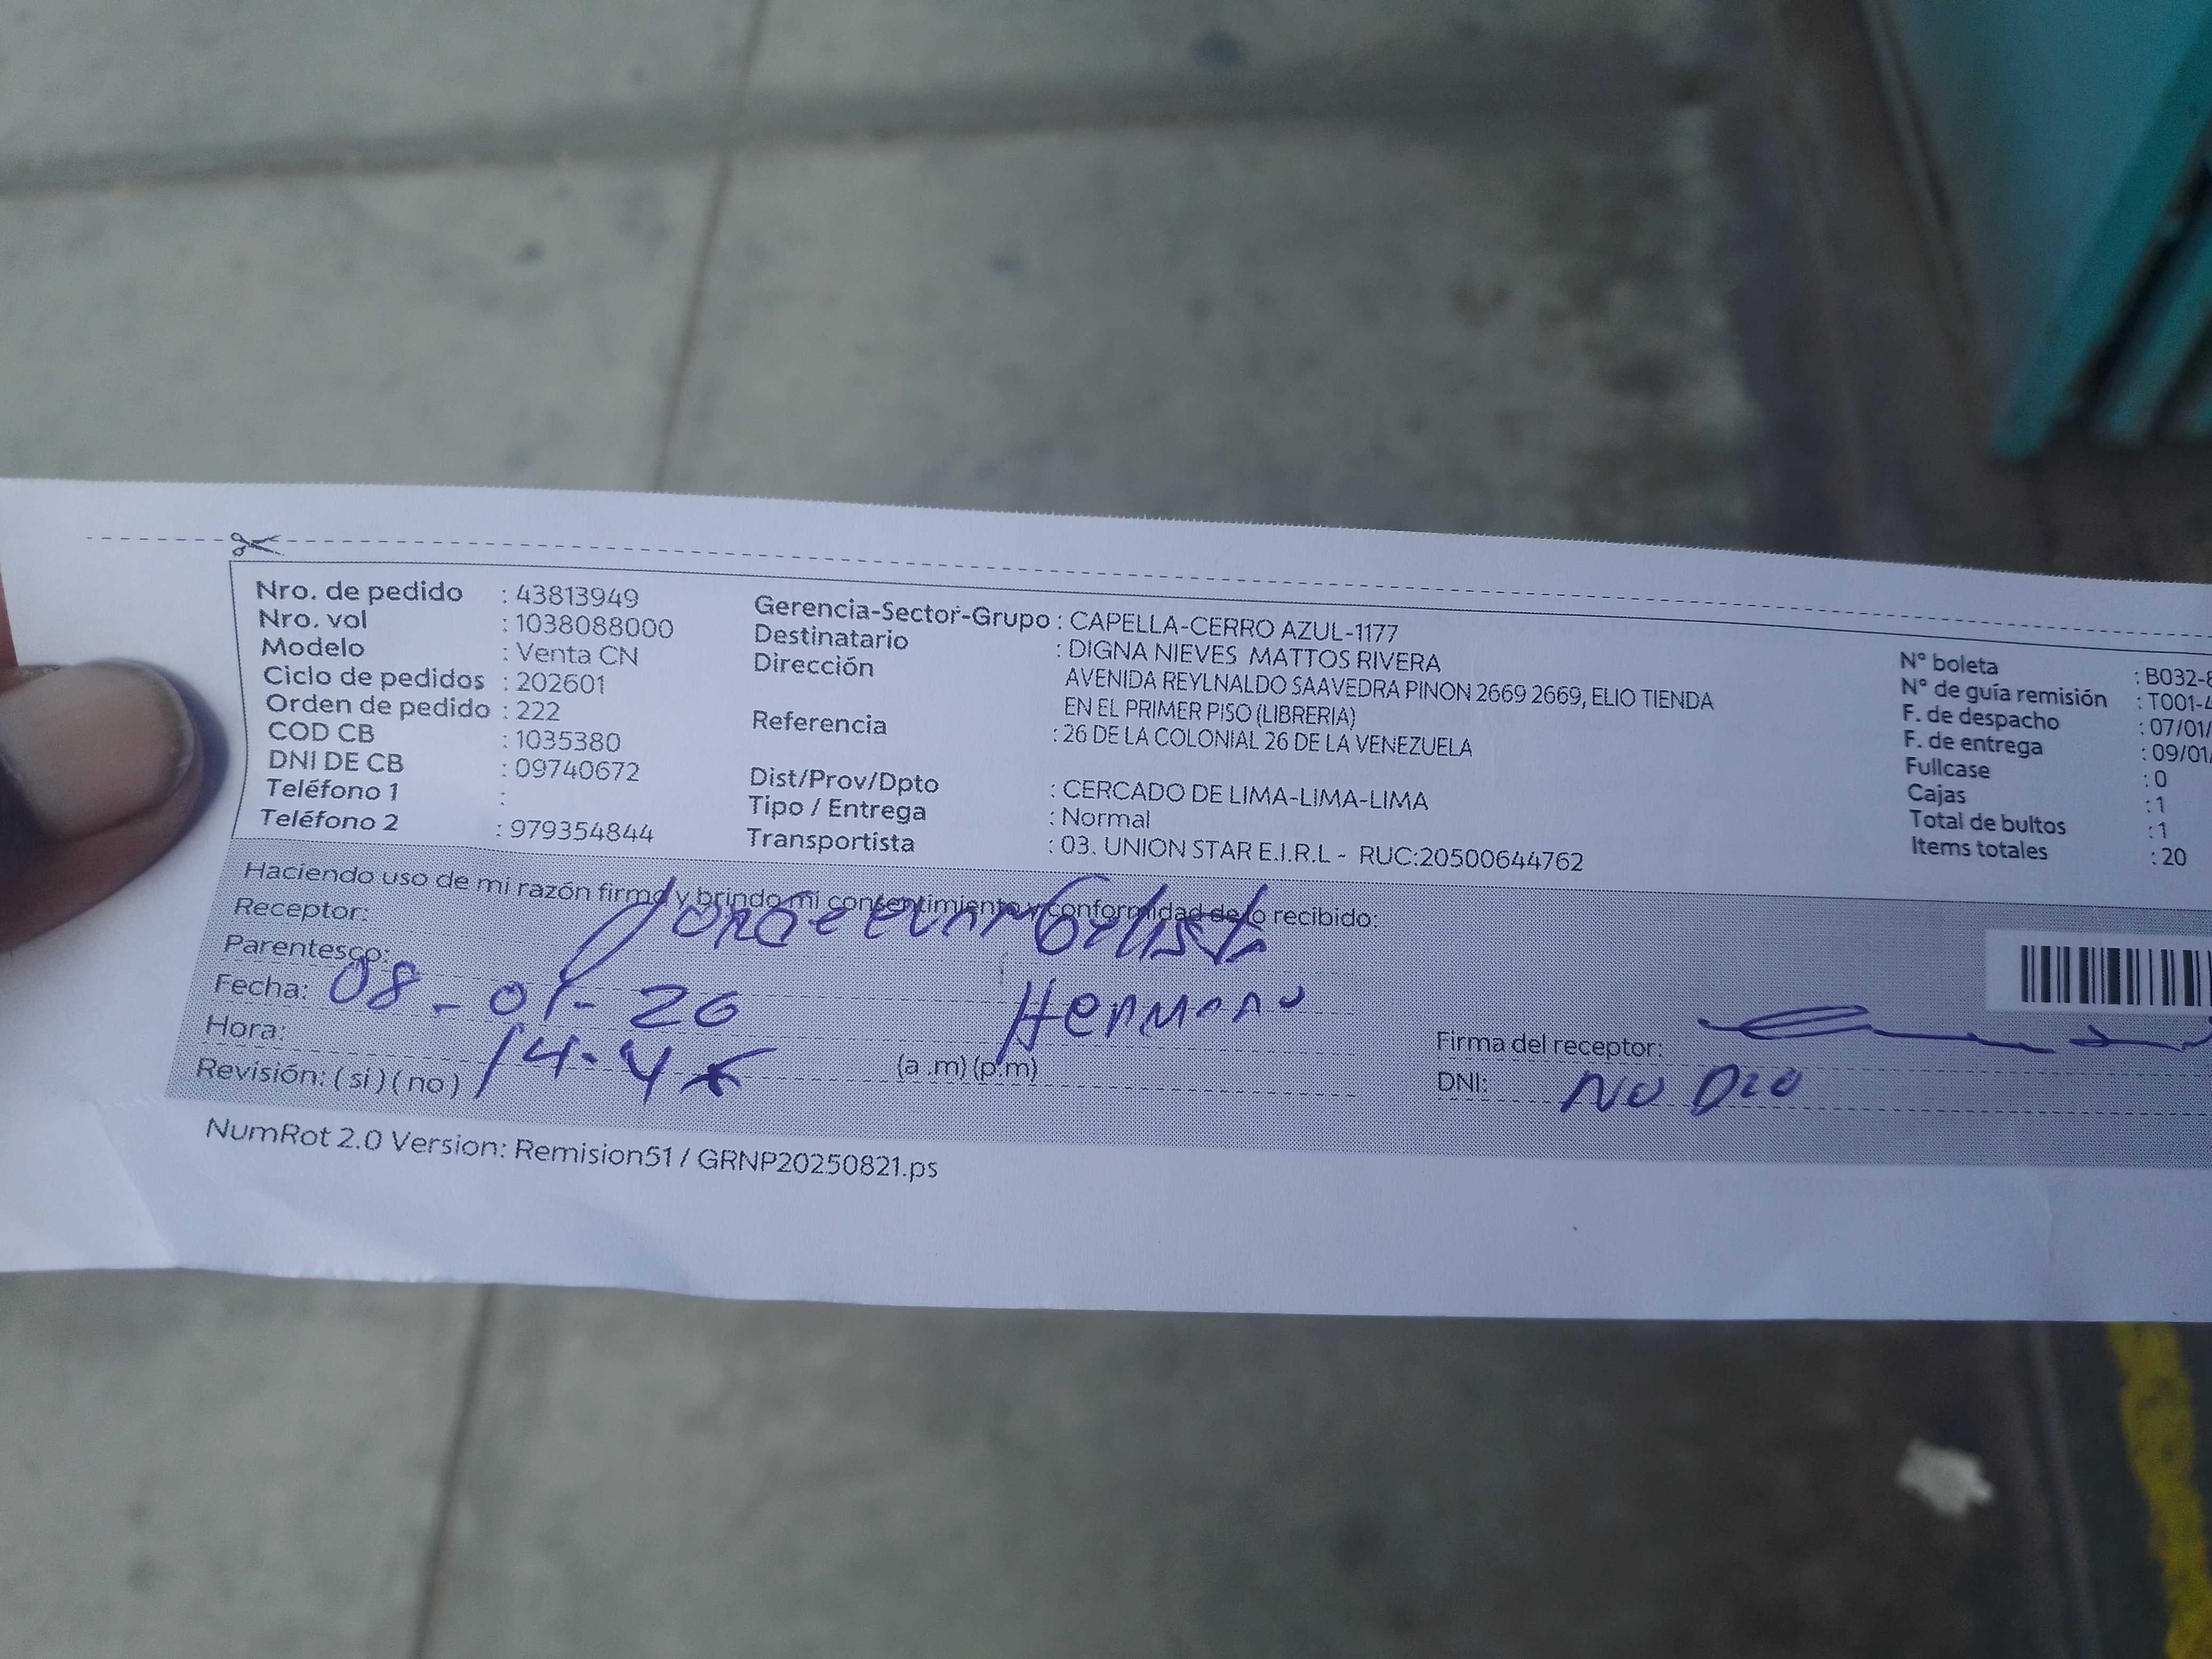 Nro. de pedido : 43813949
Nro. vol : 1038088000
Modelo : Venta CN
Ciclo de pedidos : 202601
Orden de pedido : 222
COD CB : 1035380
DNI DE CB : 09740672
Teléfono 1 :
Teléfono 2 : 979354844
Gerencia-Sector-Grupo : CAPELLA-CERRO AZUL-1177
Destinatario : DIGNA NIEVES MATTOS RIVERA
Dirección AVENIDA REYLNALDO SAAVEDRA PINON 2669 2669, ELIO TIENDA
EN EL PRIMER PISO (LIBRERIA)
Referencia : 26 DE LA COLONIAL 26 DE LA VENEZUELA
Dist/Prov/Dpto : CERCADO DE LIMA-LIMA-LIMA
Tipo / Entrega : Normal
Transportista : 03. UNION STAR E.I.R.L - RUC:20500644762
N° boleta : B032-8
N° de guía remisión : T001-4
F. de despacho : 07/01/
F. de entrega : 09/01/
Fullcase : 0
Cajas : 1
Total de bultos : 1
Items totales : 20
Haciendo uso de mi razón firmo y brindo mi consentimiento y conformidad de lo recibido:
Receptor: Jorge
Parentesco: Hermano
Fecha: 08-01-26
Hora: 14-4
(a .m) (p.m)
Revisión: ( si ) ( no )
Firma del receptor:
DNI: NO DIO
NumRot 2.0 Version: Remision51 / GRNP20250821.ps